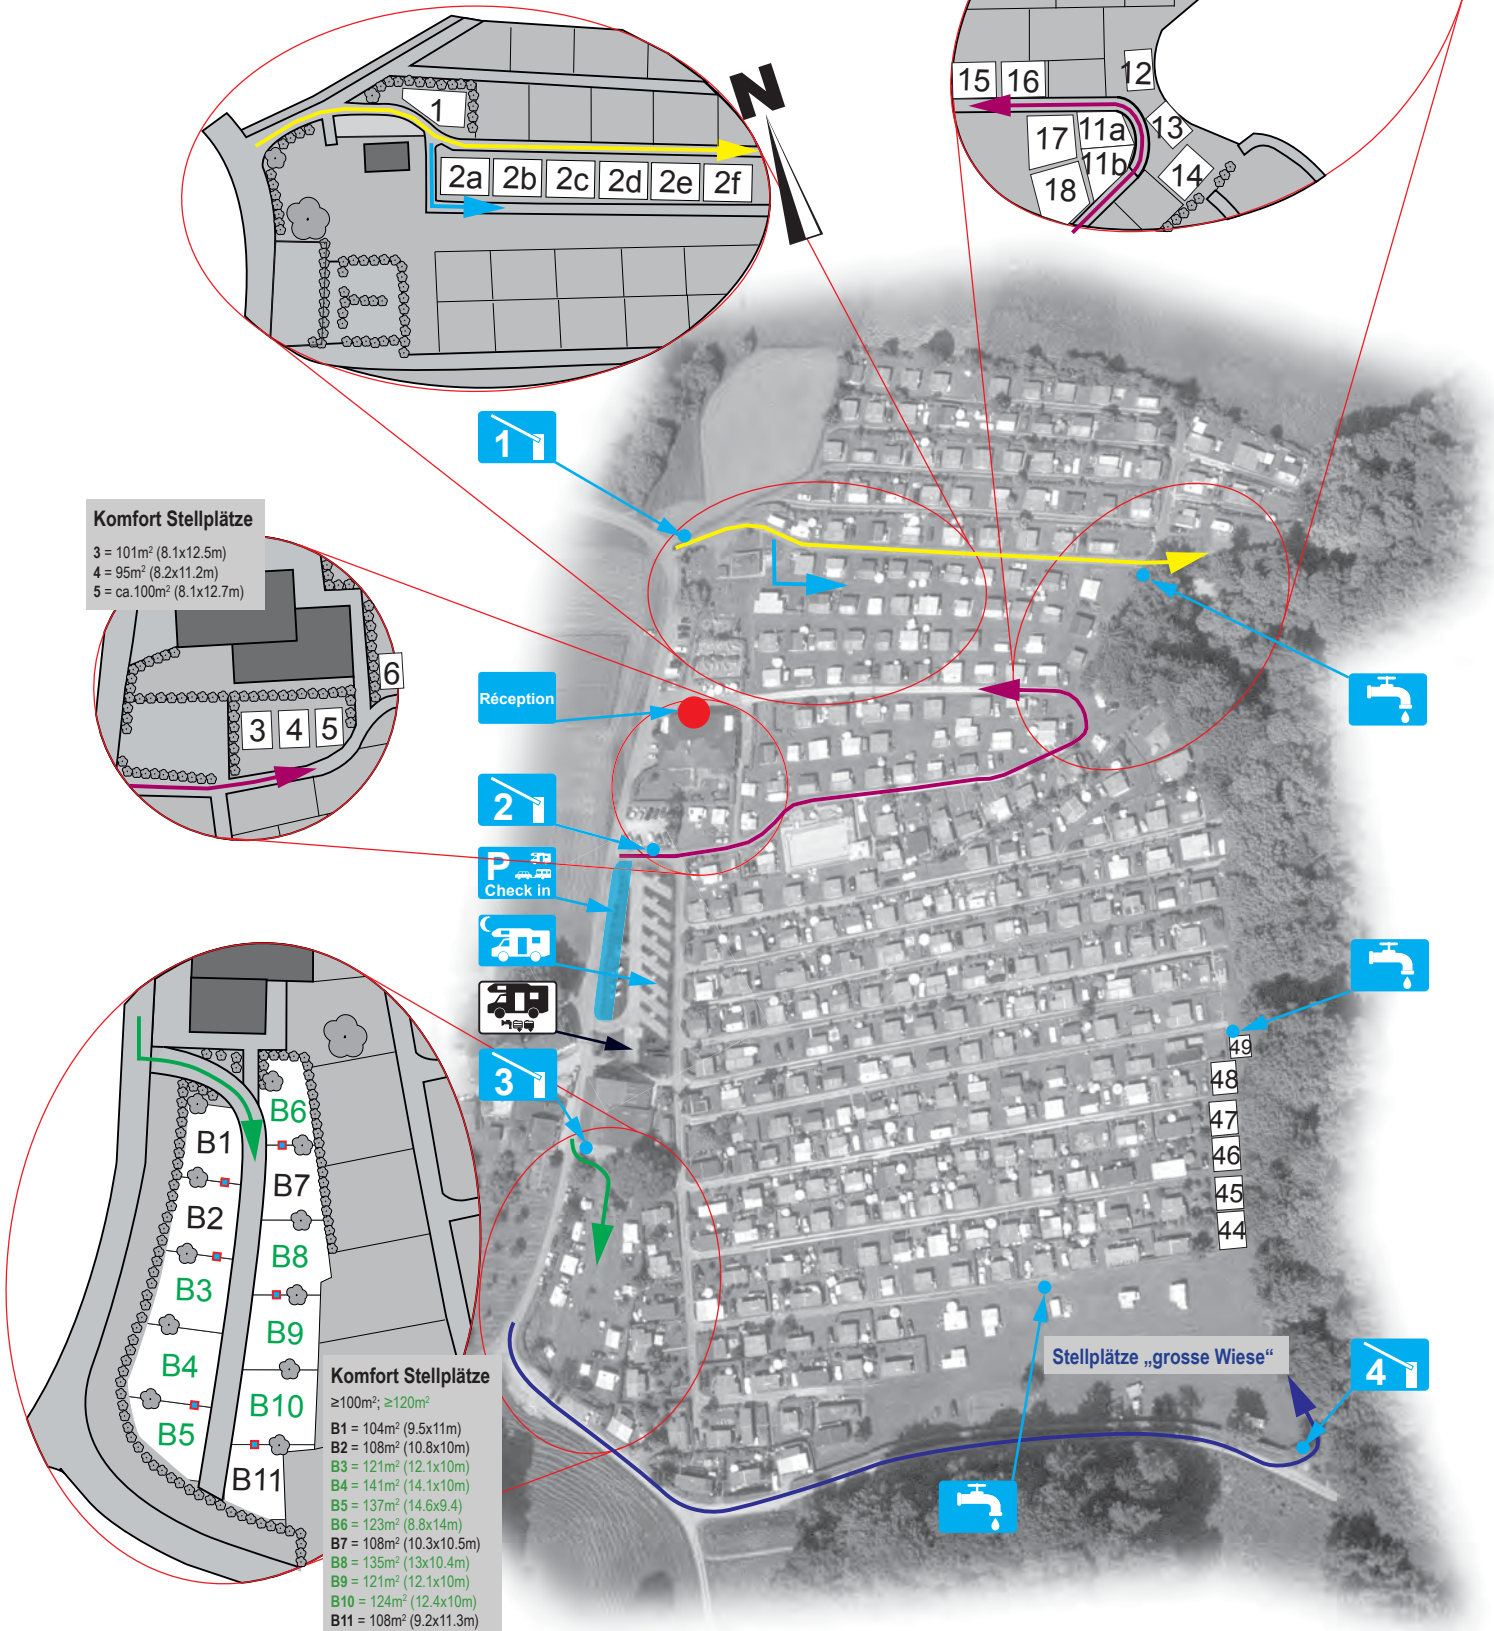 1
2a 2b 2c 2d 2e 2f
N
15 16 12
17 11a 13
11b
18 14
1
Komfort Stellplätze
3 = 101m² (8.1x12.5m)
4 = 95m² (8.2x11.2m)
5 = ca.100m² (8.1x12.7m)
6
3 4 5
Réception
2
P
Check in
3
49
48
47
46
45
44
B6
B1
B7
B2
B8
B3
B9
B4
B10
B5
B11
Stellplätze „grosse Wiese“
4
Komfort Stellplätze
≥100m²; ≥120m²
B1 = 104m² (9.5x11m)
B2 = 108m² (10.8x10m)
B3 = 121m² (12.1x10m)
B4 = 141m² (14.1x10m)
B5 = 137m² (14.6x9.4)
B6 = 123m² (8.8x14m)
B7 = 108m² (10.3x10.5m)
B8 = 135m² (13x10.4m)
B9 = 121m² (12.1x10m)
B10 = 124m² (12.4x10m)
B11 = 108m² (9.2x11.3m)